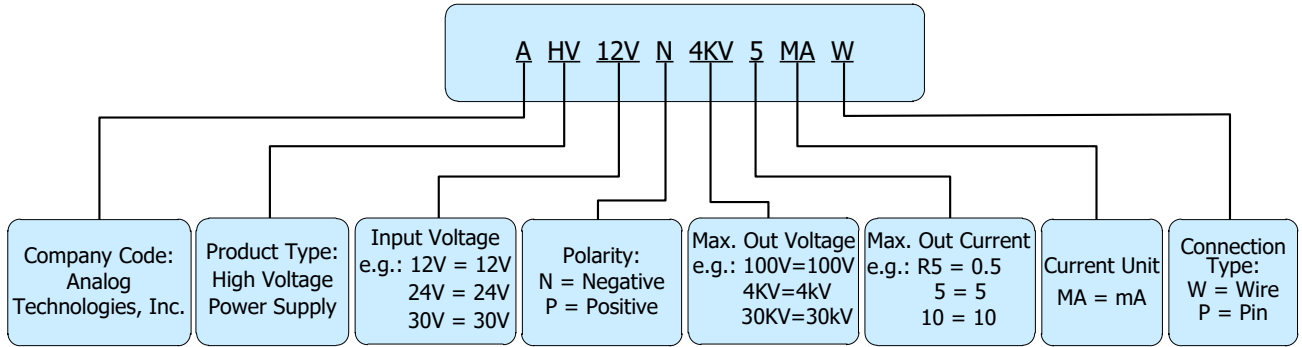 A HV 12V N 4KV 5 MA W
Company Code:
Analog
Technologies, Inc.
Product Type:
High Voltage
Power Supply
Input Voltage
e.g.: 12V = 12V
24V = 24V
30V = 30V
Polarity:
N = Negative
P = Positive
Max. Out Voltage
e.g.: 100V=100V
4KV=4kV
30KV=30kV
Max. Out Current
e.g.: R5 = 0.5
5 = 5
10 = 10
Current Unit
MA = mA
Connection
Type:
W = Wire
P = Pin